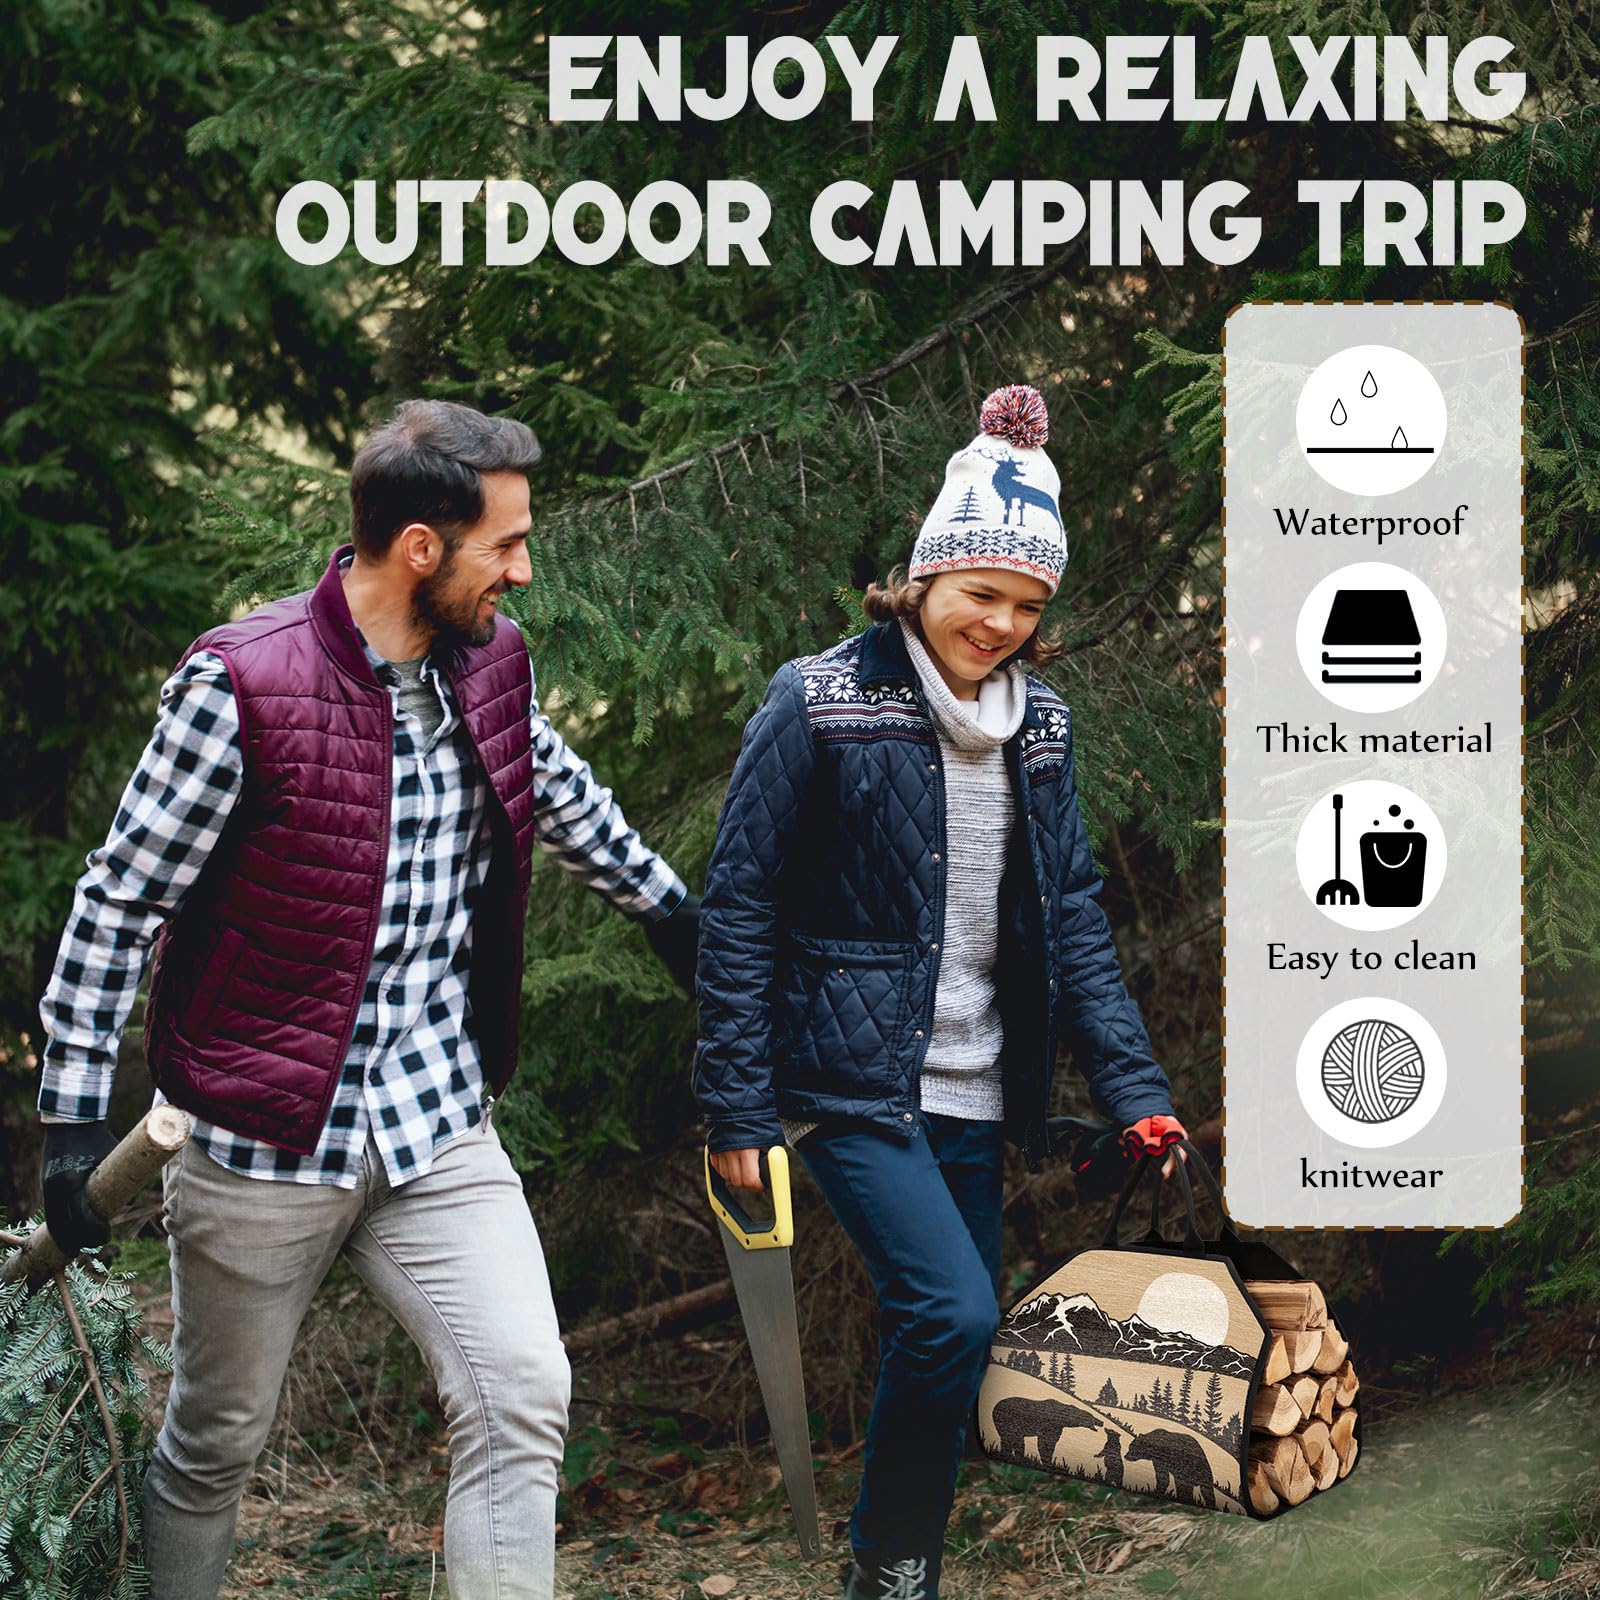 ENJOY A RELAXING
OUTDOOR CAMPING TRIP
Waterproof
Thick material
Easy to clean
knitwear